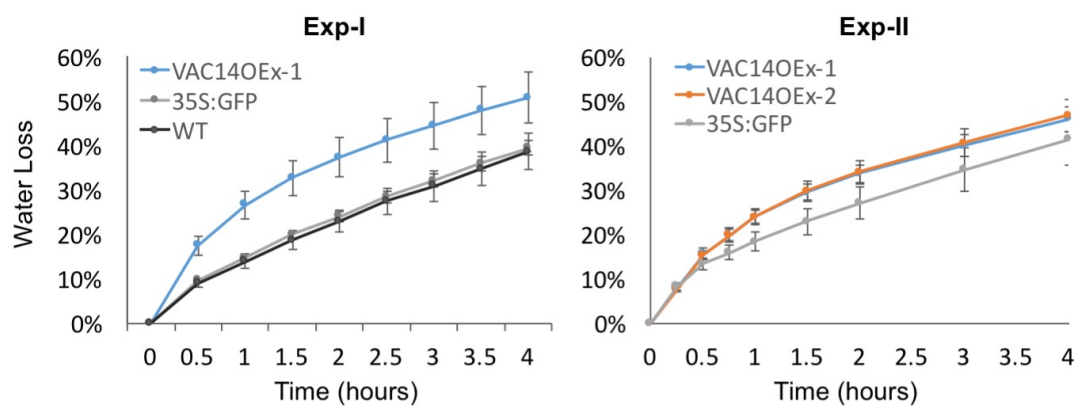 Exp-I
60%
50%
40%
30%
20%
10%
0%
Water Loss
VAC14OEx-1
35S:GFP
WT
0 0.5 1 1.5 2 2.5 3 3.5 4
Time (hours)
Exp-II
60%
50%
40%
30%
20%
10%
0%
VAC14OEx-1
VAC14OEx-2
35S:GFP
0 0.5 1 1.5 2 2.5 3 3.5 4
Time (hours)